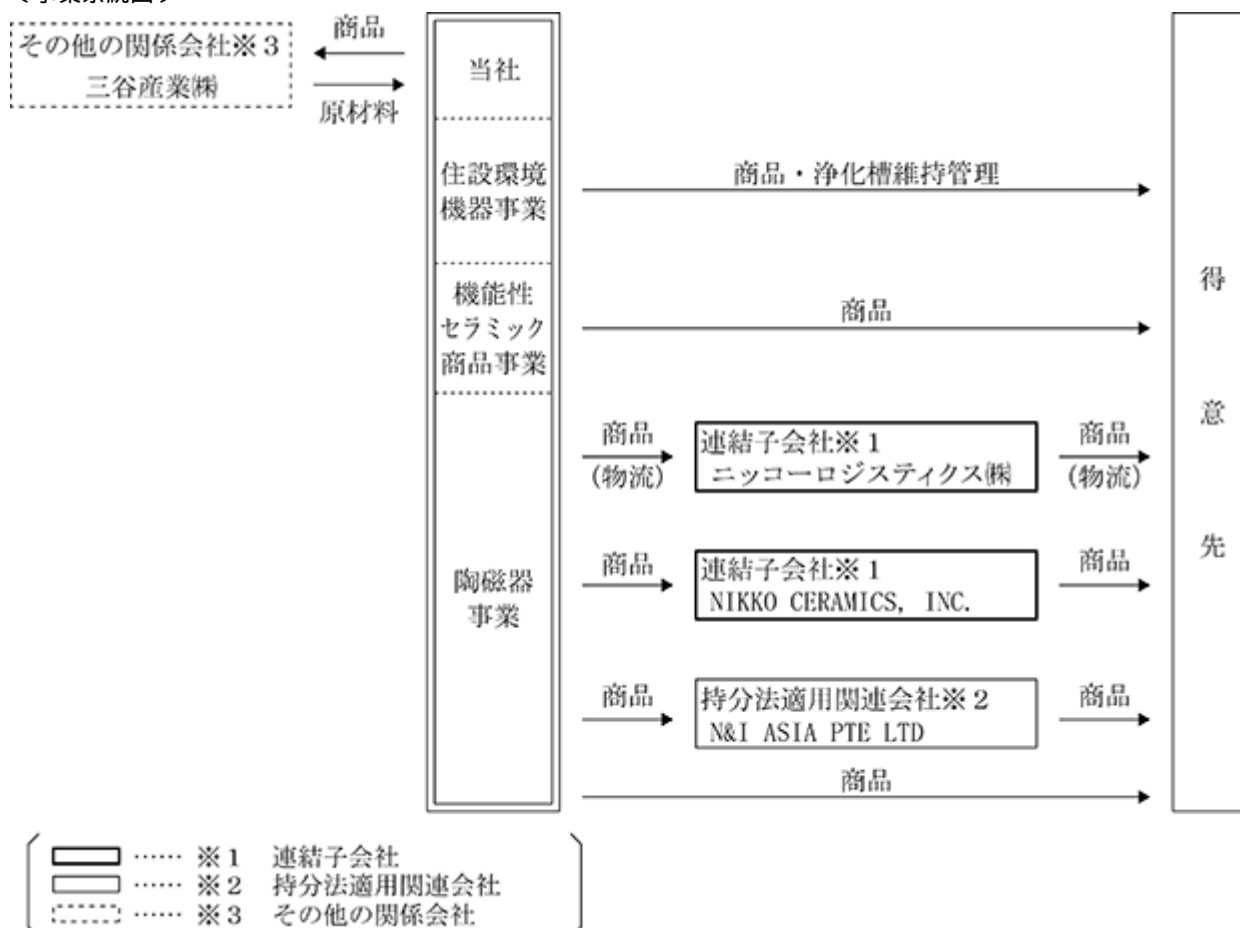 その他の関係会社※3
三谷産業㈱
商品
原材料
当社
住設環境
機器事業
商品・浄化槽維持管理
機能性
セラミック
商品事業
商品
陶磁器
事業
商品
(物流)
連結子会社※1
ニッコーロジスティクス㈱
商品
(物流)
商品
連結子会社※1
NIKKO CERAMICS, INC.
商品
商品
持分法適用関連会社※2
N&I ASIA PTE LTD
商品
商品
得意先
…… ※1 連結子会社
…… ※2 持分法適用関連会社
…… ※3 その他の関係会社